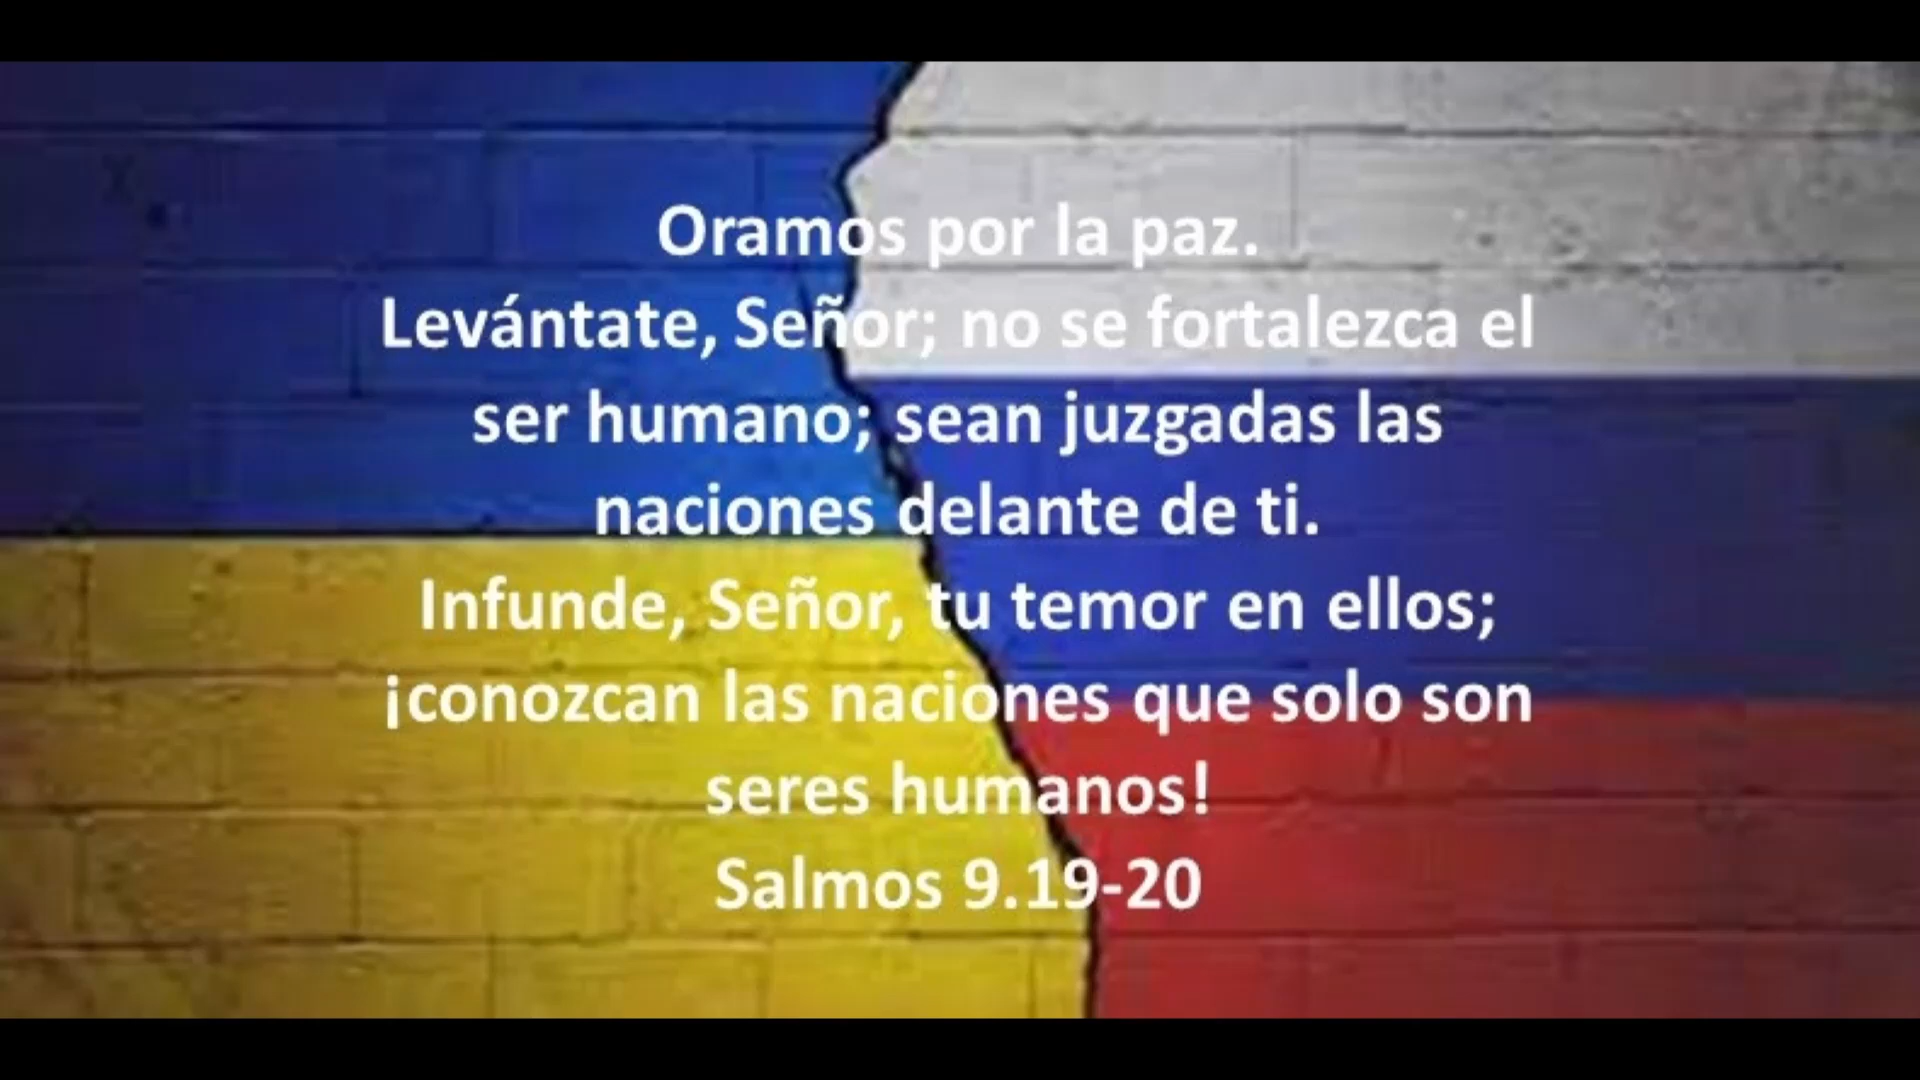 Oramos por la paz.
Levántate, Señor; no se fortalezca el
ser humano; sean juzgadas las
naciones delante de ti.
Infunde, Señor, tu temor en ellos;
¡conozcan las naciones que solo son
seres humanos!
Salmos 9.19-20